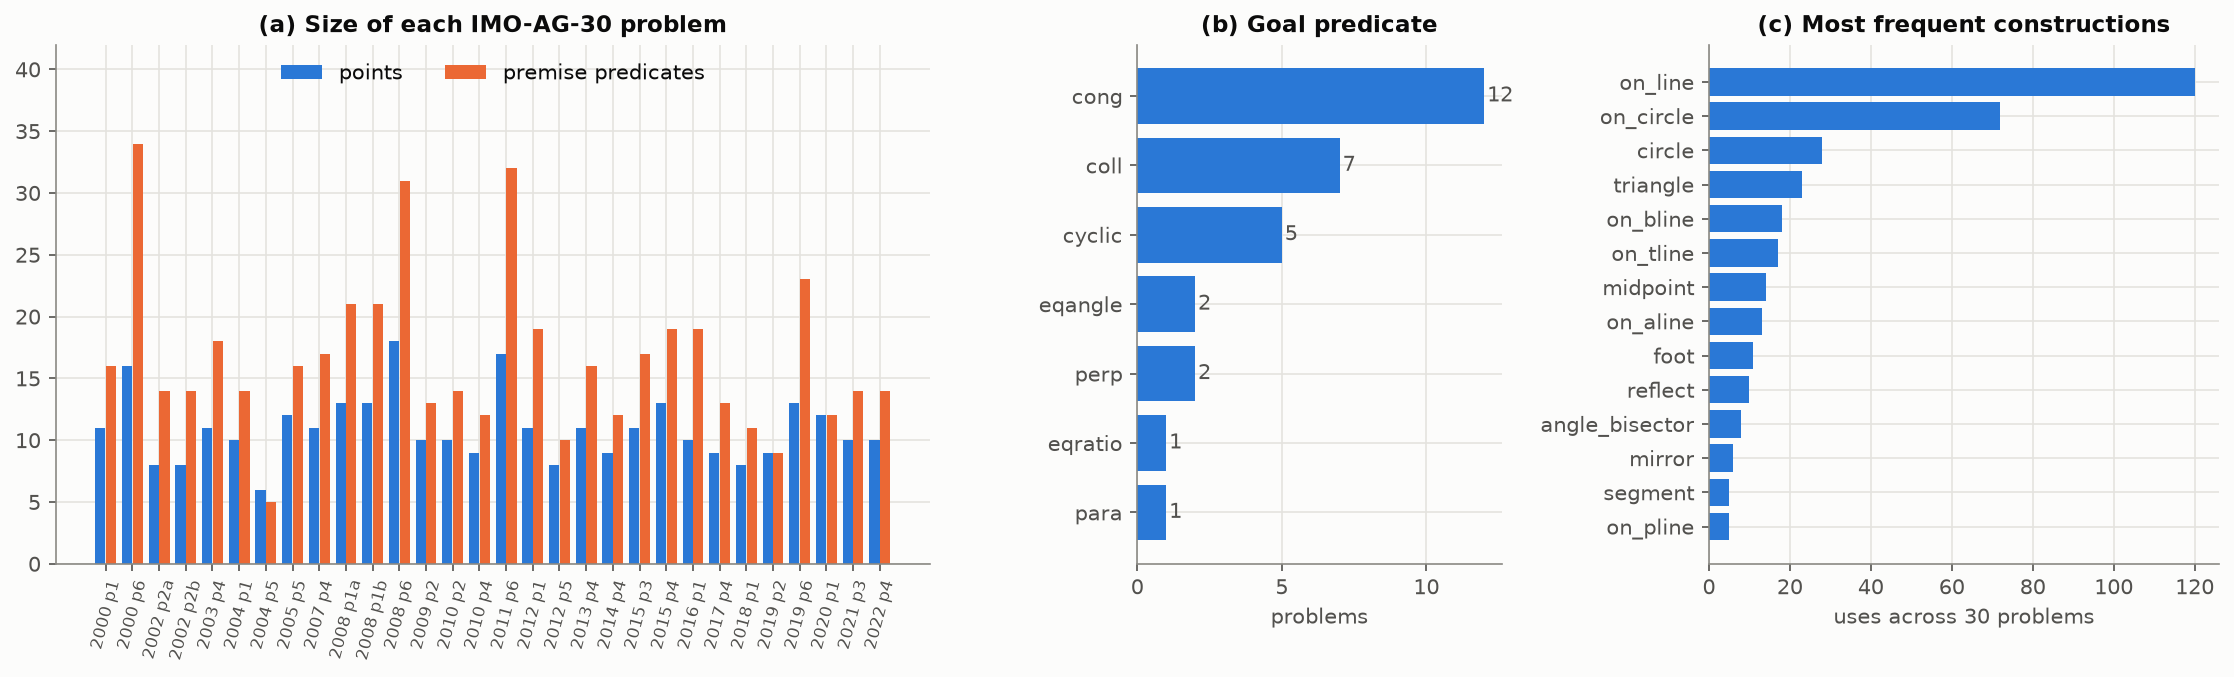 (a) Size of each IMO-AG-30 problem
points
premise predicates
40
35
30
25
20
15
10
5
0
2000 p1
2000 p6
2002 p2a
2002 p2b
2003 p4
2004 p1
2004 p5
2005 p5
2007 p4
2008 p1a
2008 p1b
2008 p6
2009 p2
2010 p2
2010 p4
2011 p6
2012 p1
2012 p5
2013 p4
2014 p4
2015 p3
2015 p4
2016 p1
2017 p4
2018 p1
2019 p2
2019 p6
2020 p1
2021 p3
2022 p4
(b) Goal predicate
cong 12
coll 7
cyclic 5
eqangle 2
perp 2
eqratio 1
para 1
0 5 10
problems
(c) Most frequent constructions
on_line
on_circle
circle
triangle
on_bline
on_tline
midpoint
on_aline
foot
reflect
angle_bisector
mirror
segment
on_pline
0 20 40 60 80 100 120
uses across 30 problems